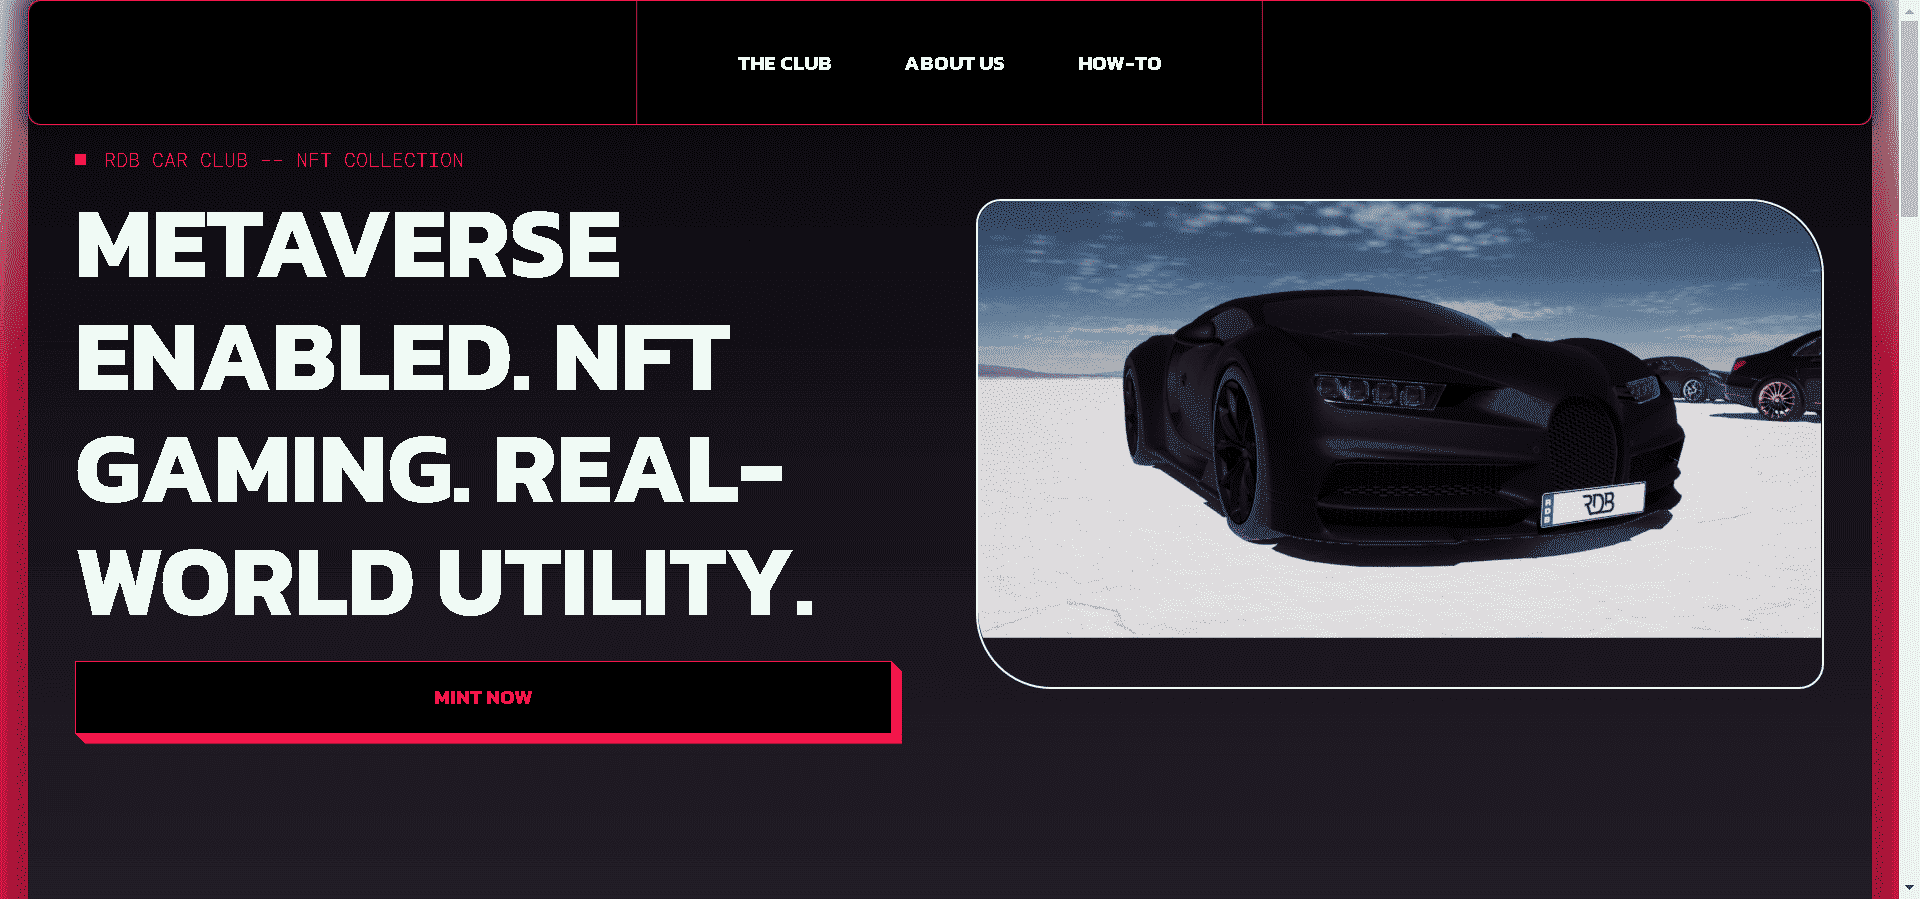 THE CLUB ABOUT US HOW-TO
RDB CAR CLUB -- NFT COLLECTION
METAVERSE
ENABLED. NFT
GAMING. REAL-
WORLD UTILITY.
MINT NOW
RDB
RDB